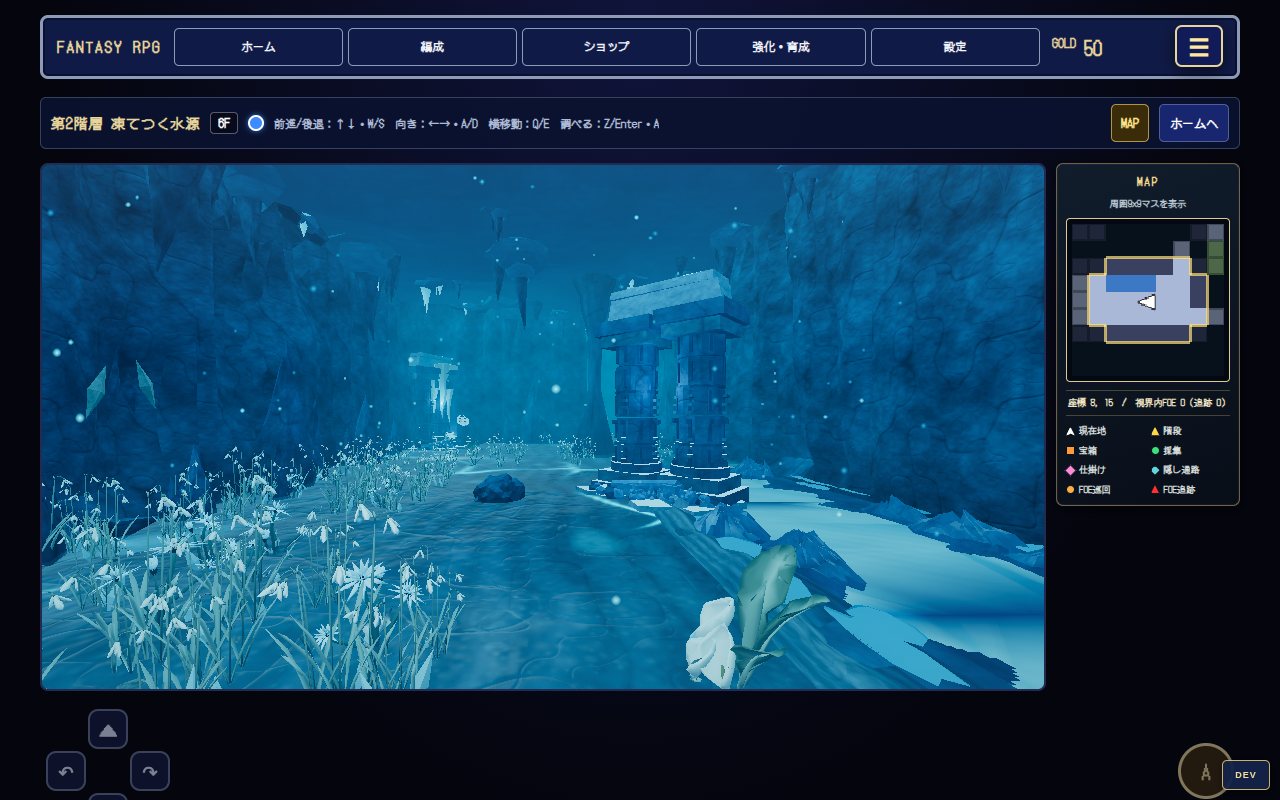 FANTASY RPG
ホーム
編成
ショップ
強化・育成
設定
GOLD 50
第2階層 凍てつく水源
6F
前進/後退：↑↓・W/S 向き：←→・A/D 横移動：Q/E 調べる：Z/Enter・A
MAP
ホームへ
MAP
周囲9x9マスを表示
座標 8, 15 / 視界内FOE 0（追跡 0）
現在地
階段
宝箱
採集
仕掛け
隠し通路
FOE巡回
FOE追跡
A
DEV